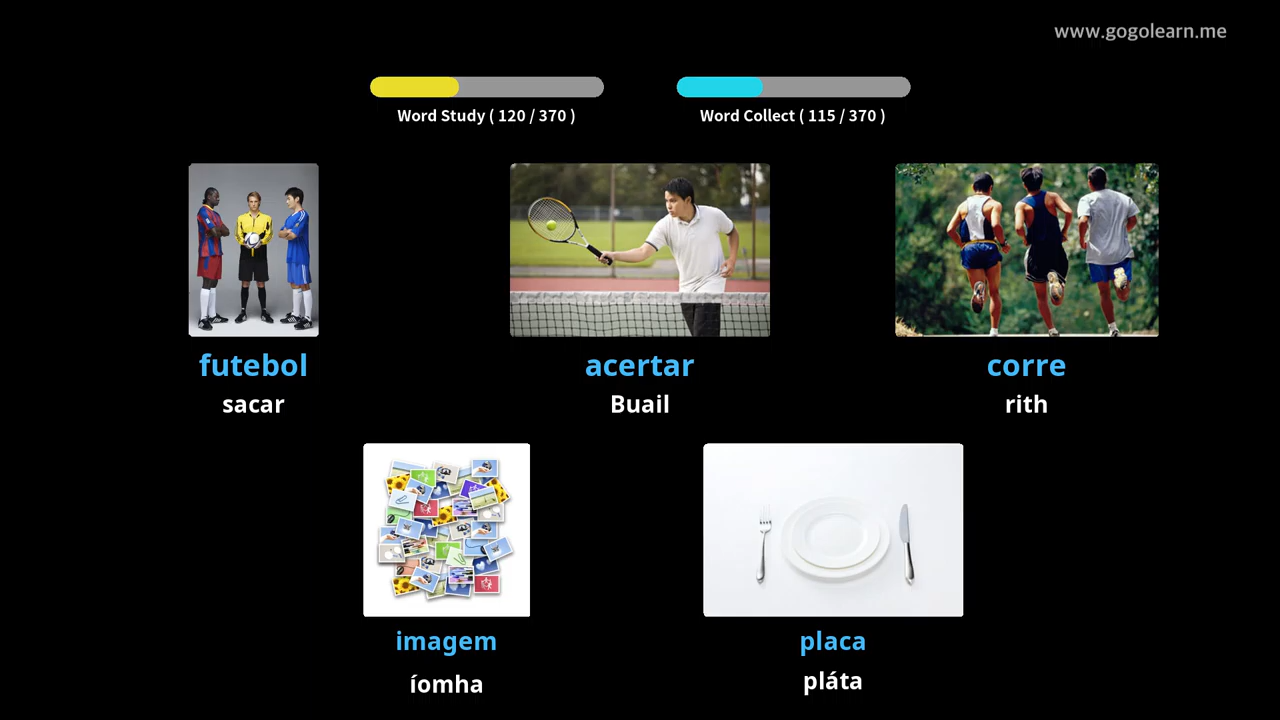 www.gogolearn.me
Word Study ( 120 / 370 )
Word Collect ( 115 / 370 )
futebol
sacar
acertar
Buail
corre
rith
imagem
íomha
placa
pláta